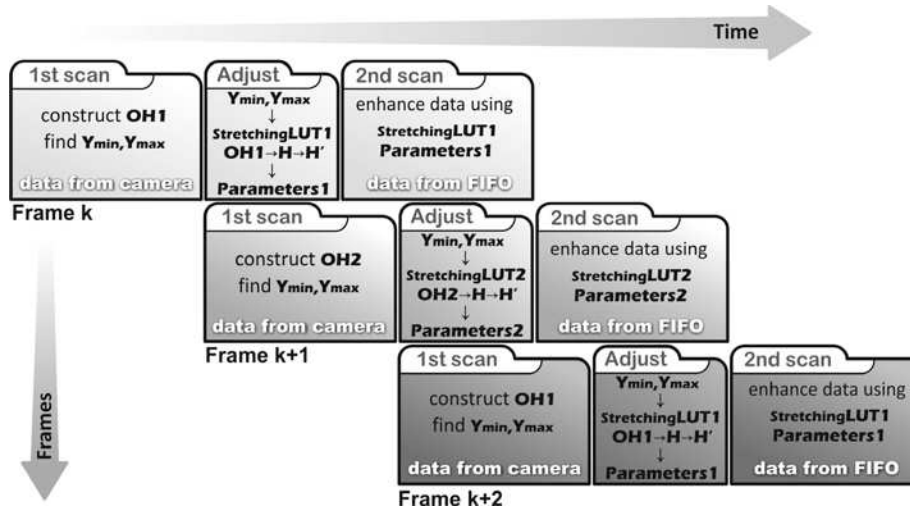 Time
1st scan
construct OH1
find Ymin,Ymax
data from camera
Adjust
Ymin,Ymax
↓
StretchingLUT1
OH1→H→H'
↓
Parameters1
2nd scan
enhance data using
StretchingLUT1
Parameters1
data from FIFO
Frame k
1st scan
construct OH2
find Ymin,Ymax
data from camera
Adjust
Ymin,Ymax
↓
StretchingLUT2
OH2→H→H'
↓
Parameters2
2nd scan
enhance data using
StretchingLUT2
Parameters2
data from FIFO
Frame k+1
1st scan
construct OH1
find Ymin,Ymax
data from camera
Adjust
Ymin,Ymax
↓
StretchingLUT1
OH1→H→H'
↓
Parameters1
2nd scan
enhance data using
StretchingLUT1
Parameters1
data from FIFO
Frame k+2
Frames